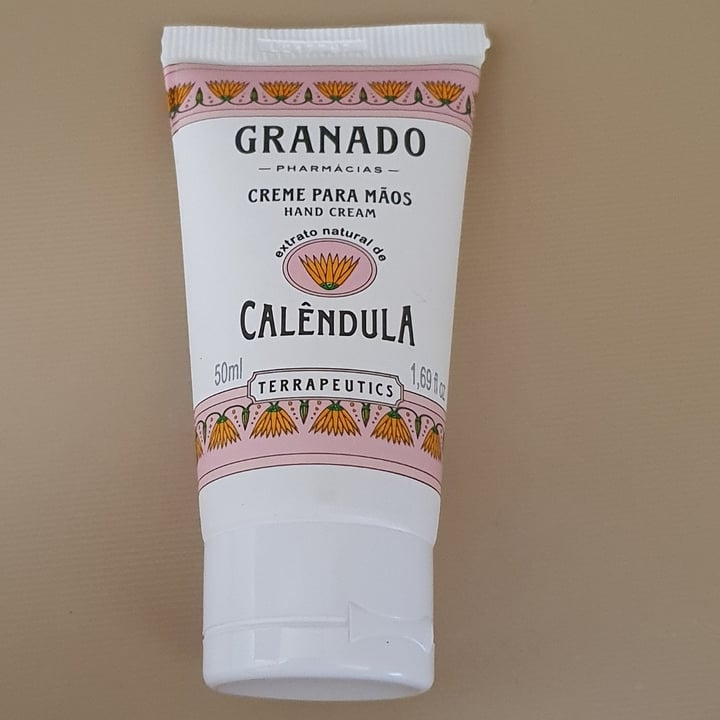 GRANADO
— PHARMÁCIAS —
CREME PARA MÃOS
HAND CREAM
extrato natural de
CALÊNDULA
50ml
1,69 fl oz
TERRAPEUTICS